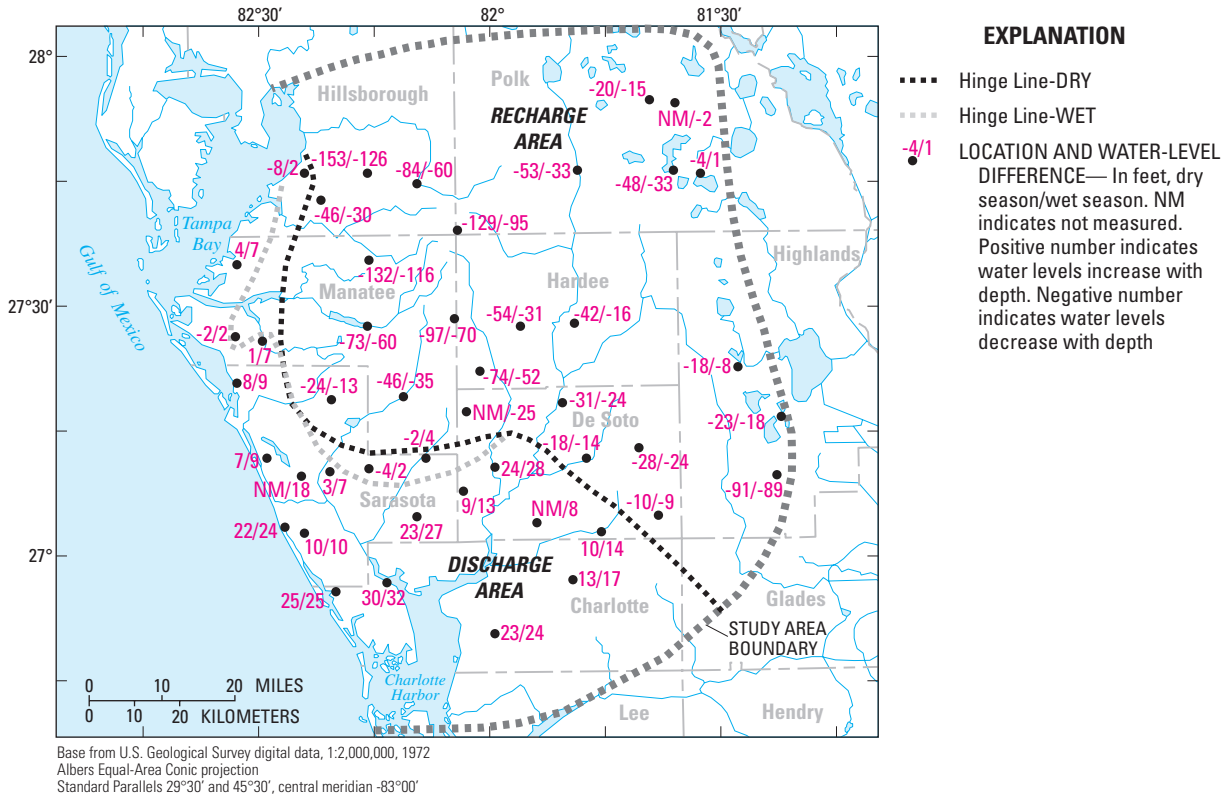 82°30'
82°
81°30'
28°
27°30'
27°
Polk
Hillsborough
RECHARGE
AREA
-20/-15
NM/-2
-153/-126
-8/2
-84/-60
-53/-33
-4/1
-48/-33
-46/-30
Tampa
Bay
-129/-95
4/7
Highlands
Gulf of Mexico
-132/-116
Manatee
Hardee
-54/-31
-42/-16
-2/2
1/7
-73/-60
-97/-70
-18/-8
8/9
-24/-13
-46/-35
-74/-52
-31/-24
NM/-25
De Soto
-23/-18
-2/4
-18/-14
7/9
-4/2
24/28
-28/-24
NM/18
3/7
Sarasota
9/13
-91/-89
NM/8
-10/-9
22/24
10/10
23/27
10/14
DISCHARGE
AREA
13/17
25/25
30/32
Charlotte
Glades
23/24
STUDY AREA
BOUNDARY
Charlotte
Harbor
Lee
Hendry
0 10 20 MILES
0 10 20 KILOMETERS
Base from U.S. Geological Survey digital data, 1:2,000,000, 1972
Albers Equal-Area Conic projection
Standard Parallels 29°30' and 45°30', central meridian -83°00'
EXPLANATION
Hinge Line-DRY
Hinge Line-WET
-4/1
LOCATION AND WATER-LEVEL
DIFFERENCE— In feet, dry
season/wet season. NM
indicates not measured.
Positive number indicates
water levels increase with
depth. Negative number
indicates water levels
decrease with depth